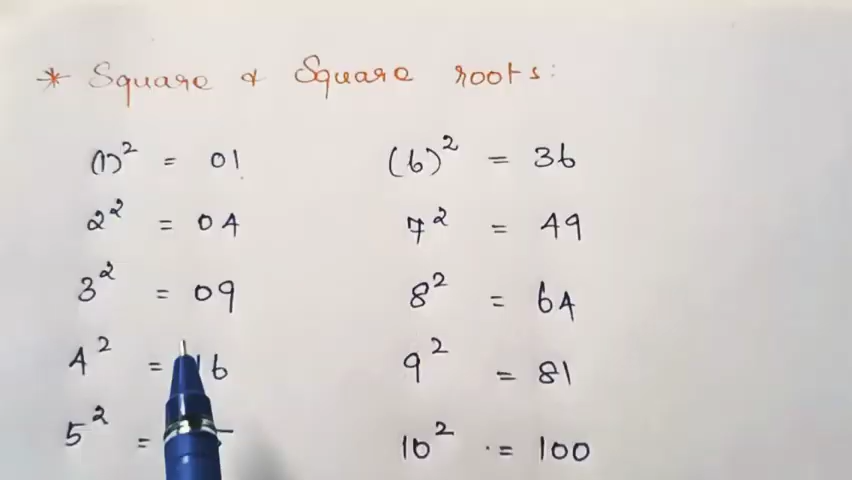 * Square & Square roots:
(1)² = 01
2² = 04
3² = 09
4² = 16
5² =
(6)² = 36
7² = 49
8² = 64
9² = 81
10² = 100